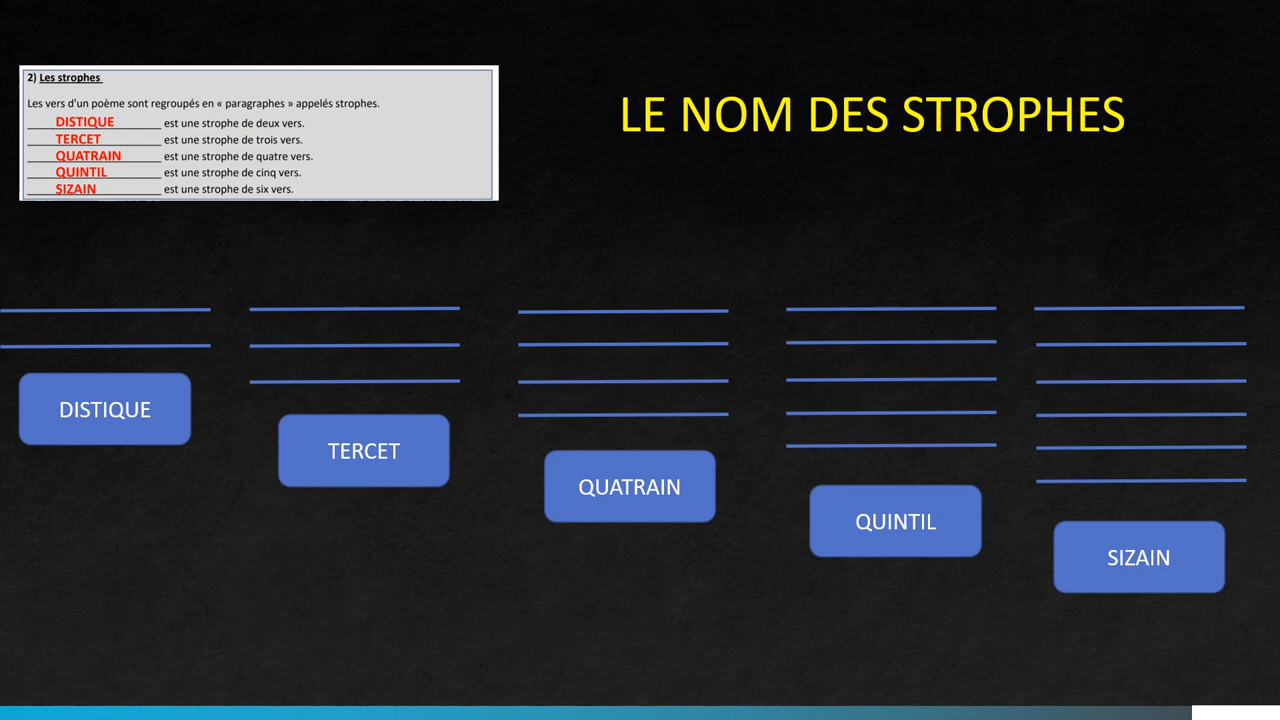 2) Les strophes
Les vers d'un poème sont regroupés en « paragraphes » appelés strophes.
DISTIQUE est une strophe de deux vers.
TERCET est une strophe de trois vers.
QUATRAIN est une strophe de quatre vers.
QUINTIL est une strophe de cinq vers.
SIZAIN est une strophe de six vers.
LE NOM DES STROPHES
DISTIQUE
TERCET
QUATRAIN
QUINTIL
SIZAIN